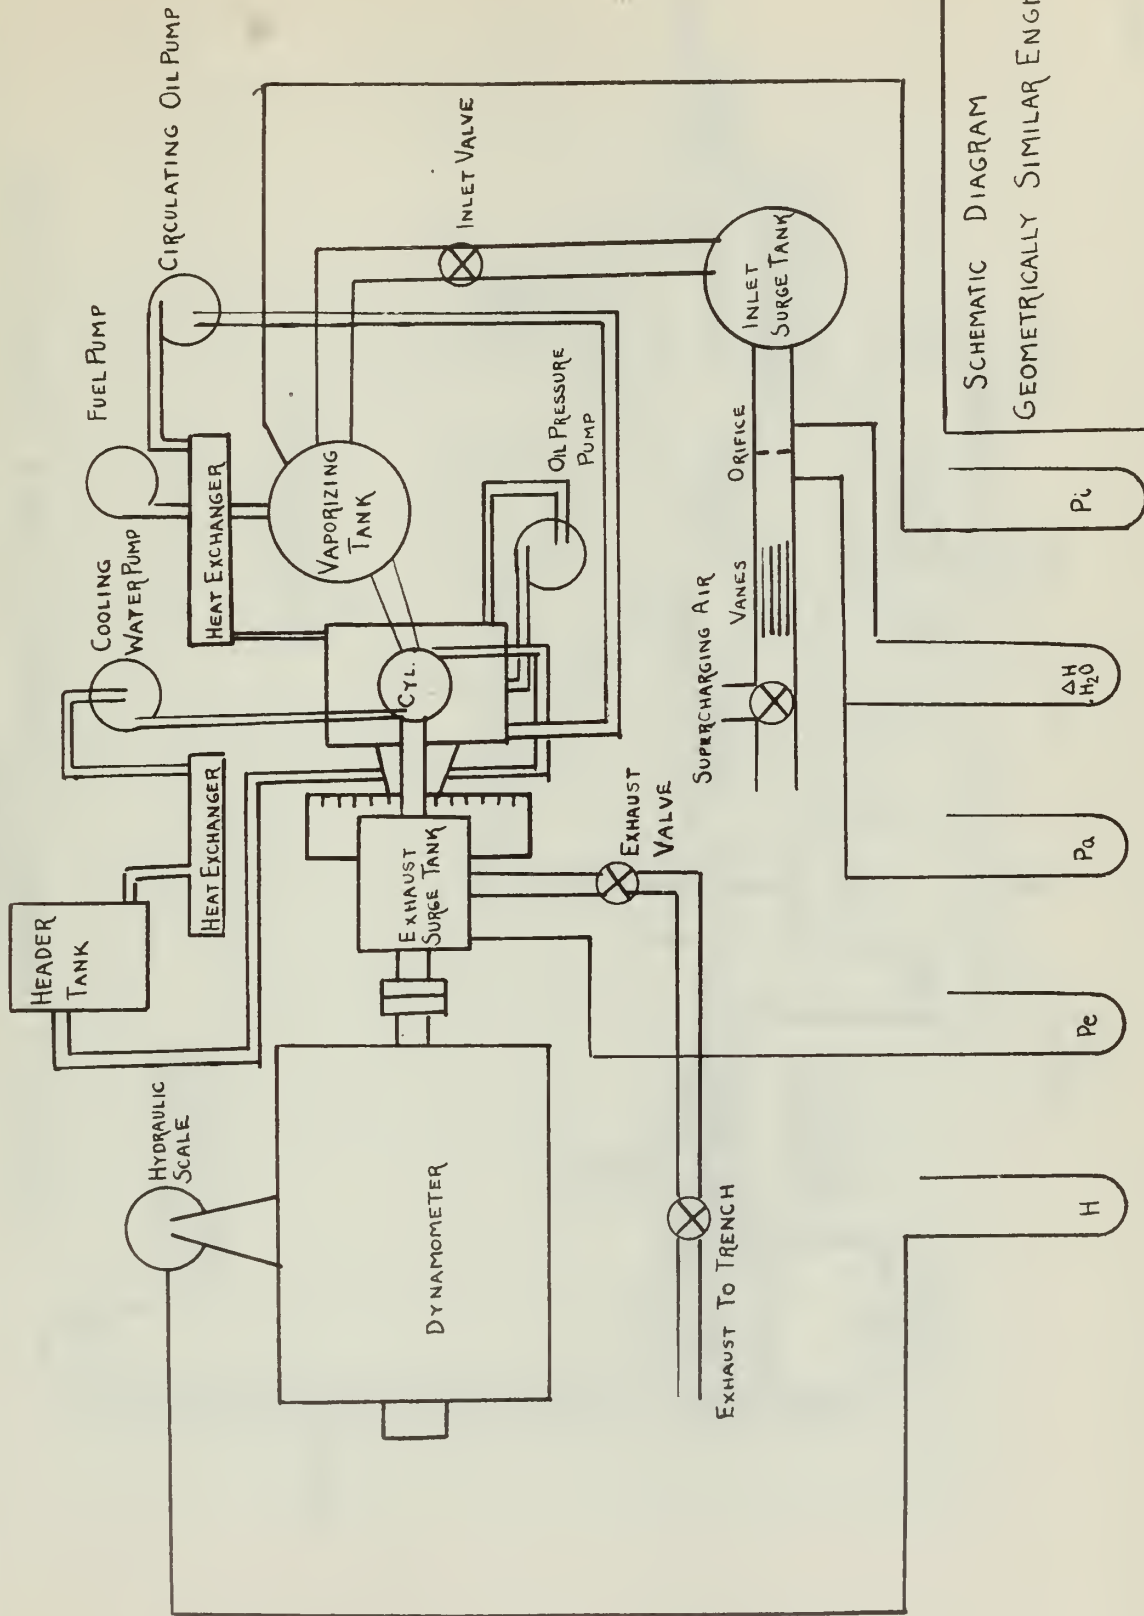 CIRCULATING OIL PUMP
FUEL PUMP
COOLING
WATER PUMP
HEAT EXCHANGER
HEAT EXCHANGER
HEADER
TANK
HYDRAULIC
SCALE
INLET VALVE
VAPORIZING
TANK
OIL PRESSURE
PUMP
CYL.
EXHAUST
SURGE TANK
DYNAMOMETER
EXHAUST
VALVE
EXHAUST TO TRENCH
INLET
SURGE TANK
ORIFICE
VANES
SUPERCHARGING AIR
Pi
ΔH
H2O
Pa
Pe
H
SCHEMATIC DIAGRAM
GEOMETRICALLY SIMILAR ENGI